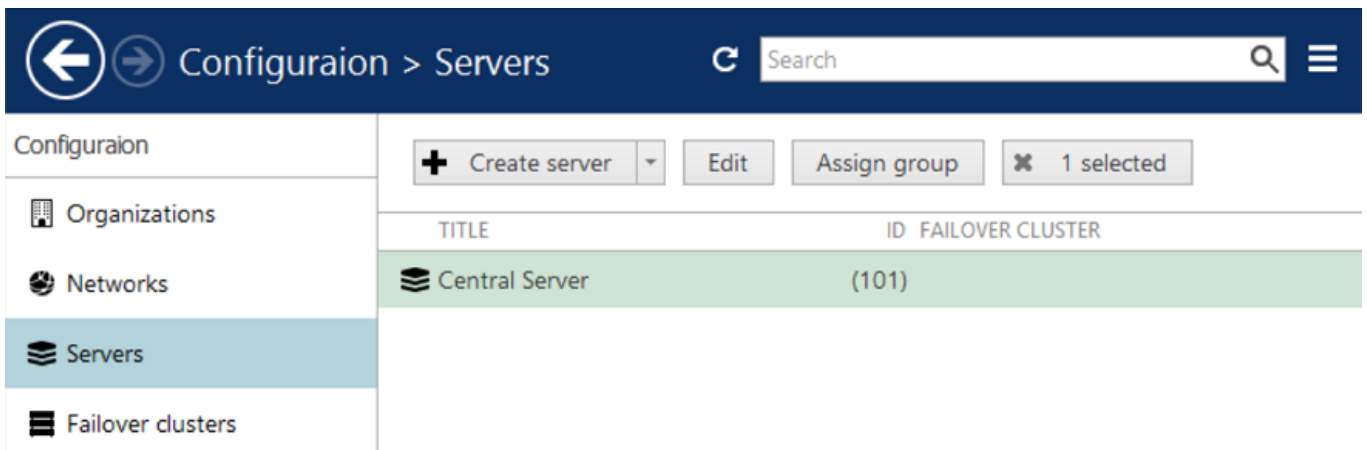 Configuraion > Servers
Search
Configuraion
Organizations
Networks
Servers
Failover clusters
Create server
Edit
Assign group
1 selected
TITLE ID FAILOVER CLUSTER
Central Server (101)